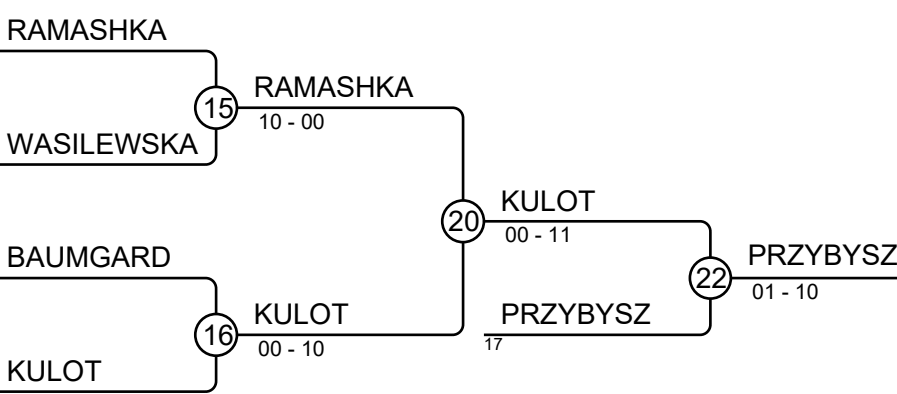 RAMASHKA
15
RAMASHKA
10 - 00
WASILEWSKA
20
KULOT
00 - 11
BAUMGARD
22
PRZYBYSZ
01 - 10
16
KULOT
00 - 10
PRZYBYSZ
17
KULOT